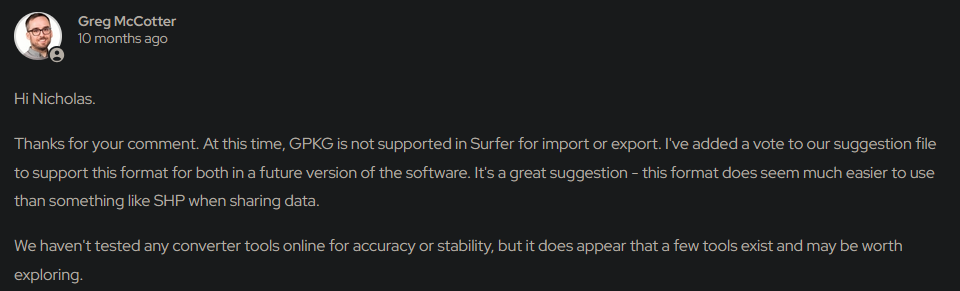 Greg McCotter
10 months ago
Hi Nicholas.
Thanks for your comment. At this time, GPKG is not supported in Surfer for import or export. I've added a vote to our suggestion file
to support this format for both in a future version of the software. It's a great suggestion - this format does seem much easier to use
than something like SHP when sharing data.
We haven't tested any converter tools online for accuracy or stability, but it does appear that a few tools exist and may be worth
exploring.